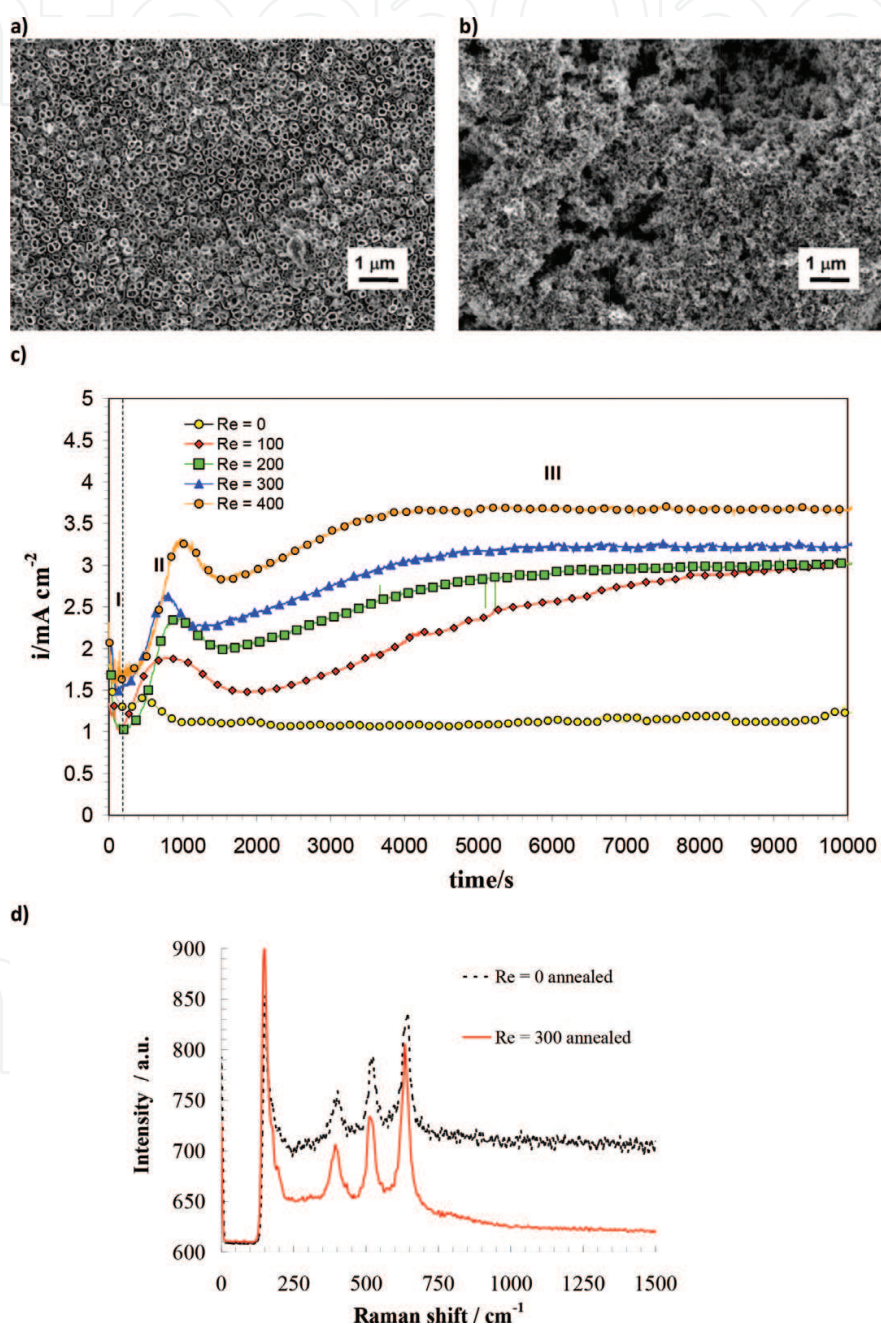 a)
b)
1 μm
1 μm
c)
5
4.5
4
3.5
3
2.5
2
1.5
1
0.5
0
i/mA cm-2
Re = 0
Re = 100
Re = 200
Re = 300
Re = 400
I
II
III
0 1000 2000 3000 4000 5000 6000 7000 8000 9000 10000
time/s
d)
900
850
800
750
700
650
600
Intensity / a.u.
Re = 0 annealed
Re = 300 annealed
0 250 500 750 1000 1250 1500
Raman shift / cm-1